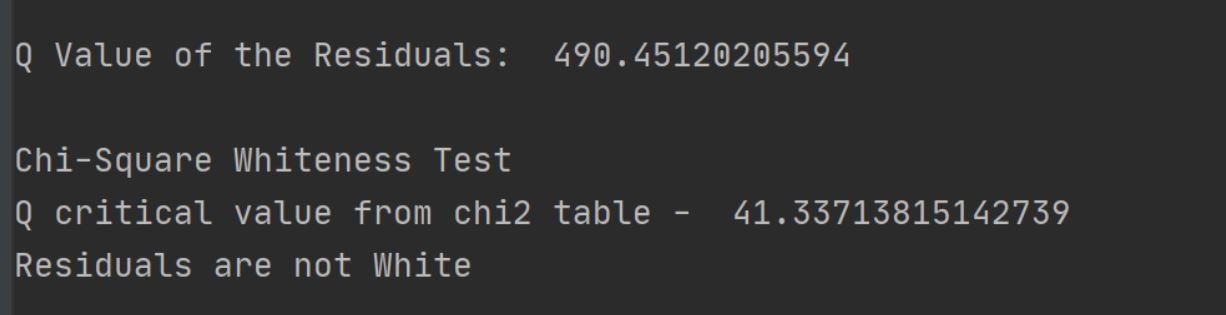 Q Value of the Residuals:  490.45120205594
Chi-Square Whiteness Test
Q critical value from chi2 table -  41.33713815142739
Residuals are not White